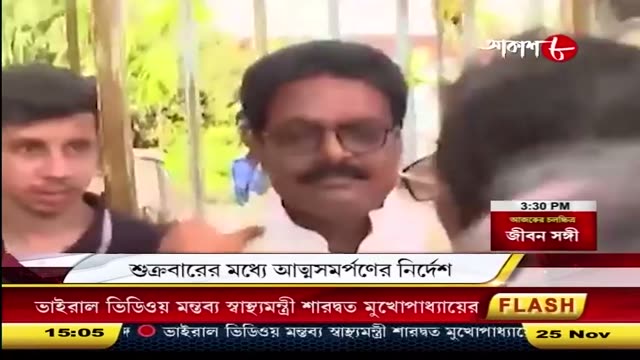 আকাশ ৮
3:30 PM
আজকের চলচ্চিত্র
জীবন সঙ্গী
শুক্রবারের মধ্যে আত্মসমর্পণের নির্দেশ
ভাইরাল ভিডিওয় মন্তব্য স্বাস্থ্যমন্ত্রী শারদ্বত মুখোপাধ্যায়ের FLASH
15:05 ভাইরাল ভিডিওয় মন্তব্য স্বাস্থ্যমন্ত্রী শারদ্বত মুখোপাধ্যায়ে 25 Nov